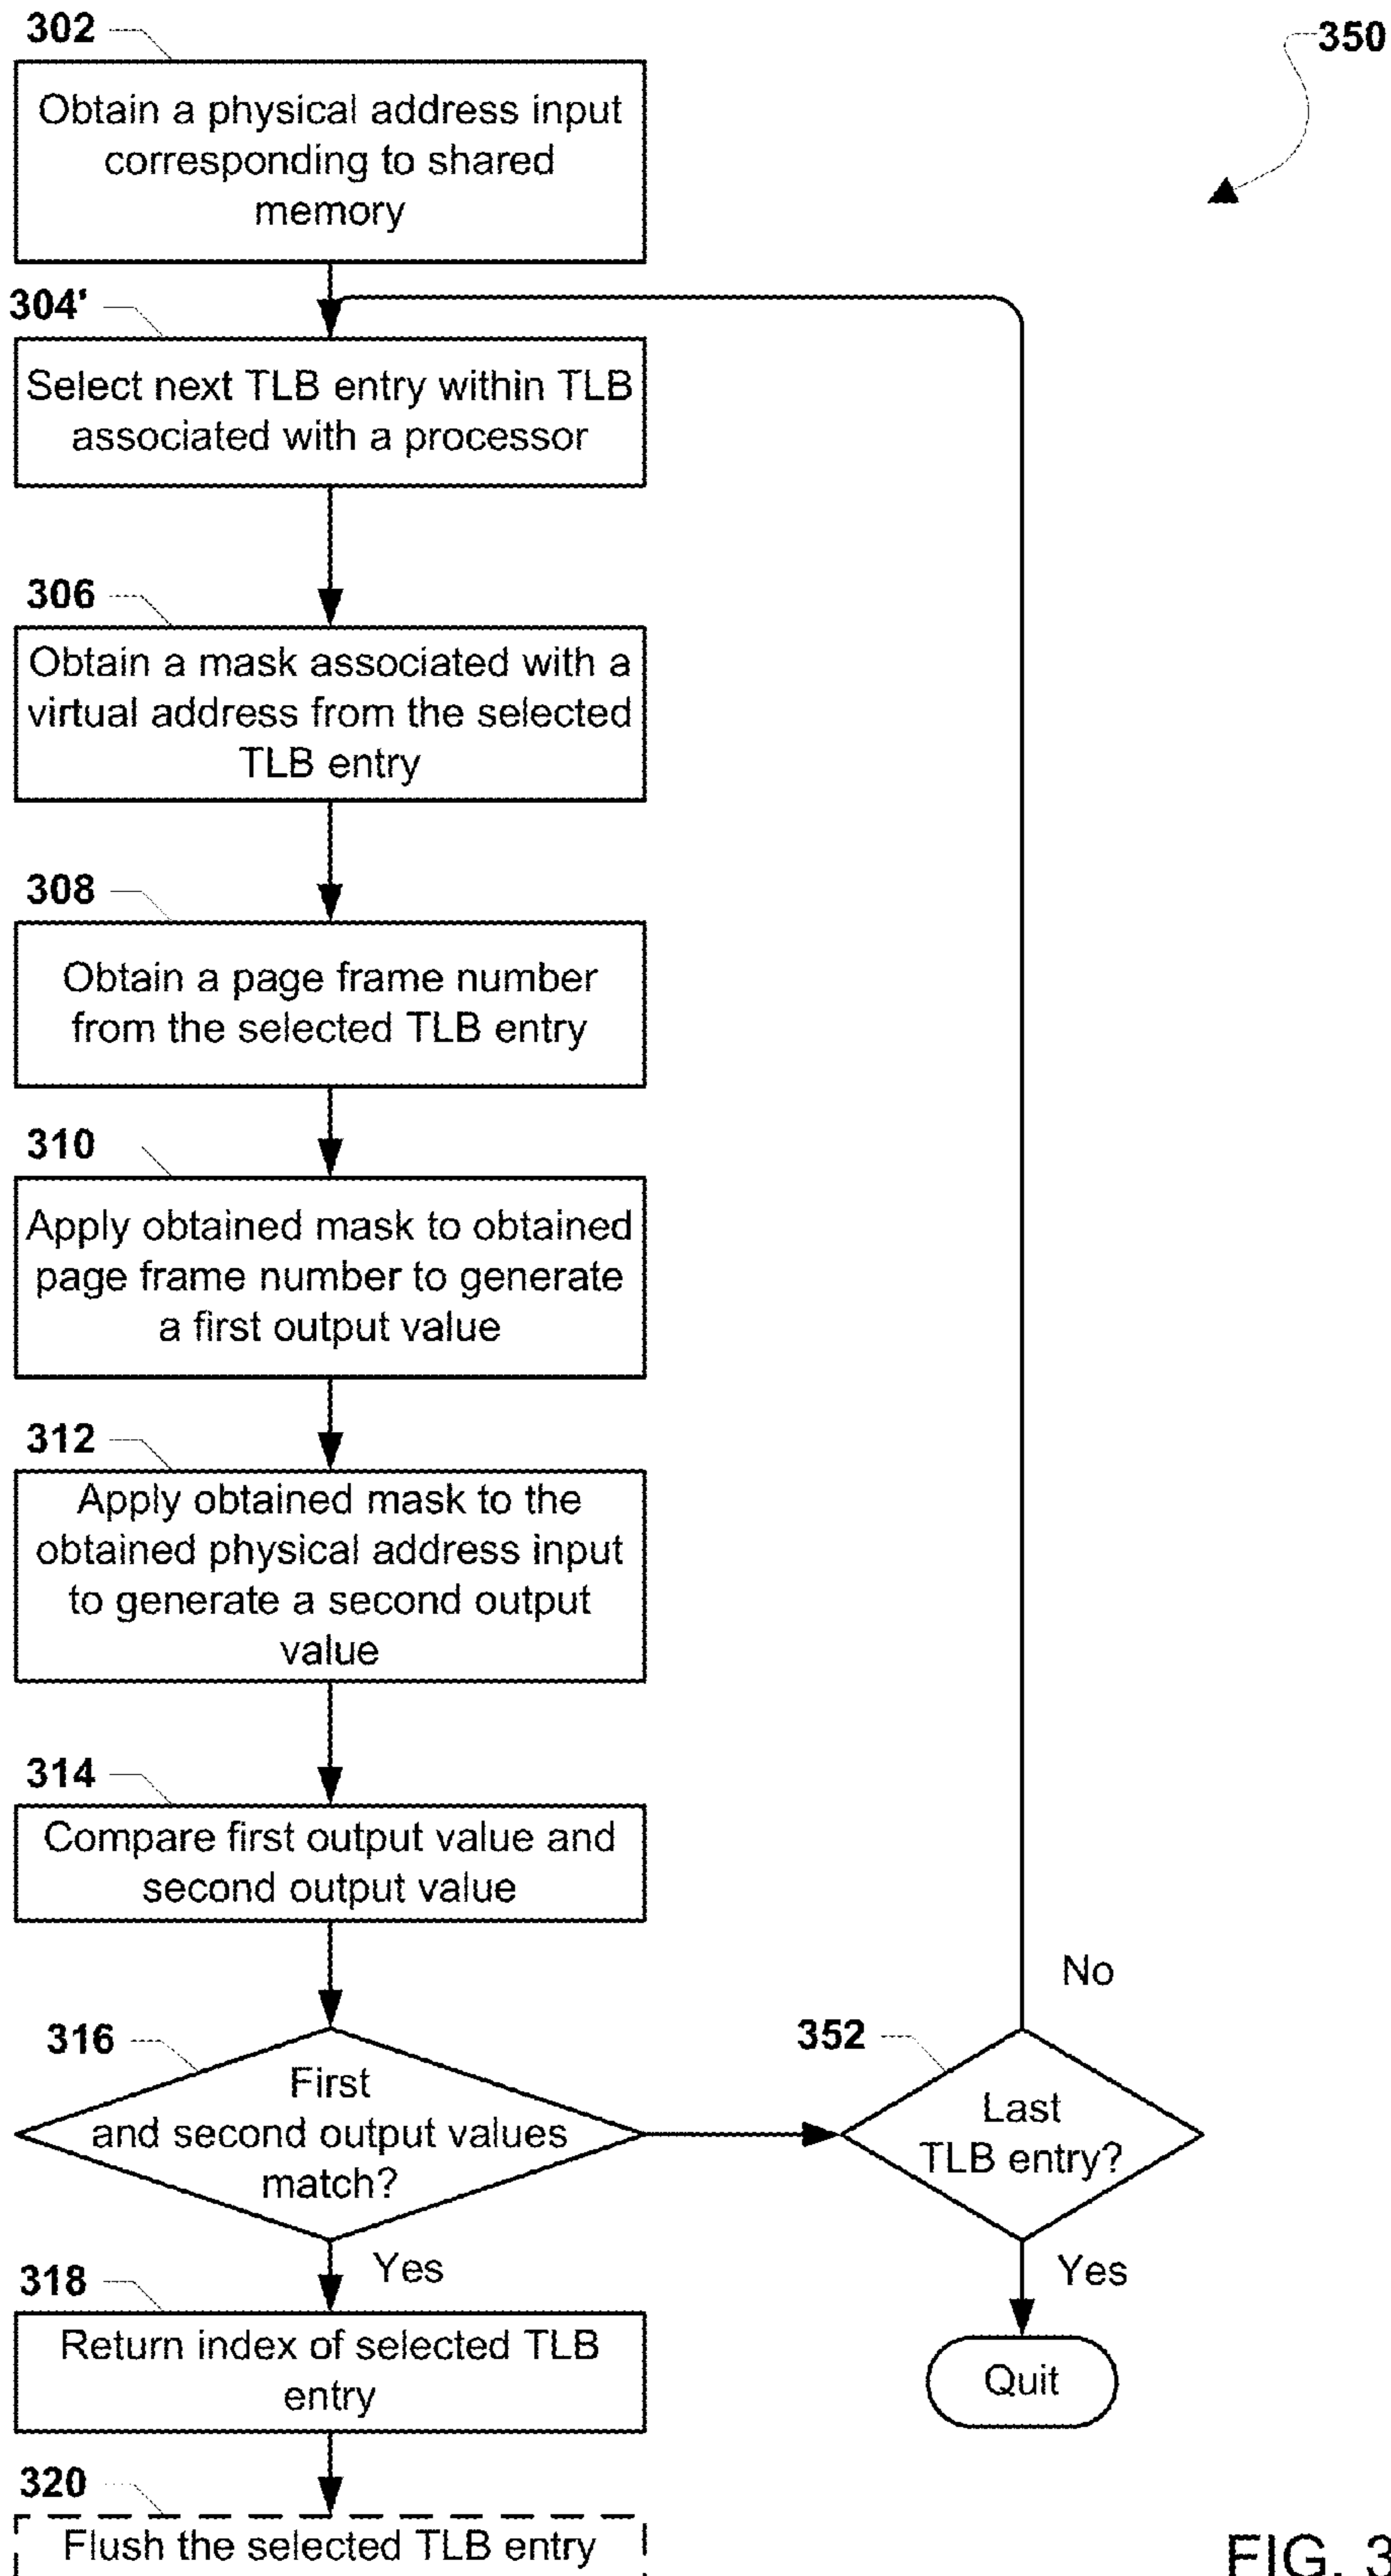 302
350
Obtain a physical address input
corresponding to shared
memory
304'
Select next TLB entry within TLB
associated with a processor
306
Obtain a mask associated with a
virtual address from the selected
TLB entry
308
Obtain a page frame number
from the selected TLB entry
310
Apply obtained mask to obtained
page frame number to generate
a first output value
312
Apply obtained mask to the
obtained physical address input
to generate a second output
value
314
Compare first output value and
second output value
316
First
and second output values
match?
352
Last
TLB entry?
No
Yes
Yes
318
Return index of selected TLB
entry
Quit
320
Flush the selected TLB entry
FIG. 3